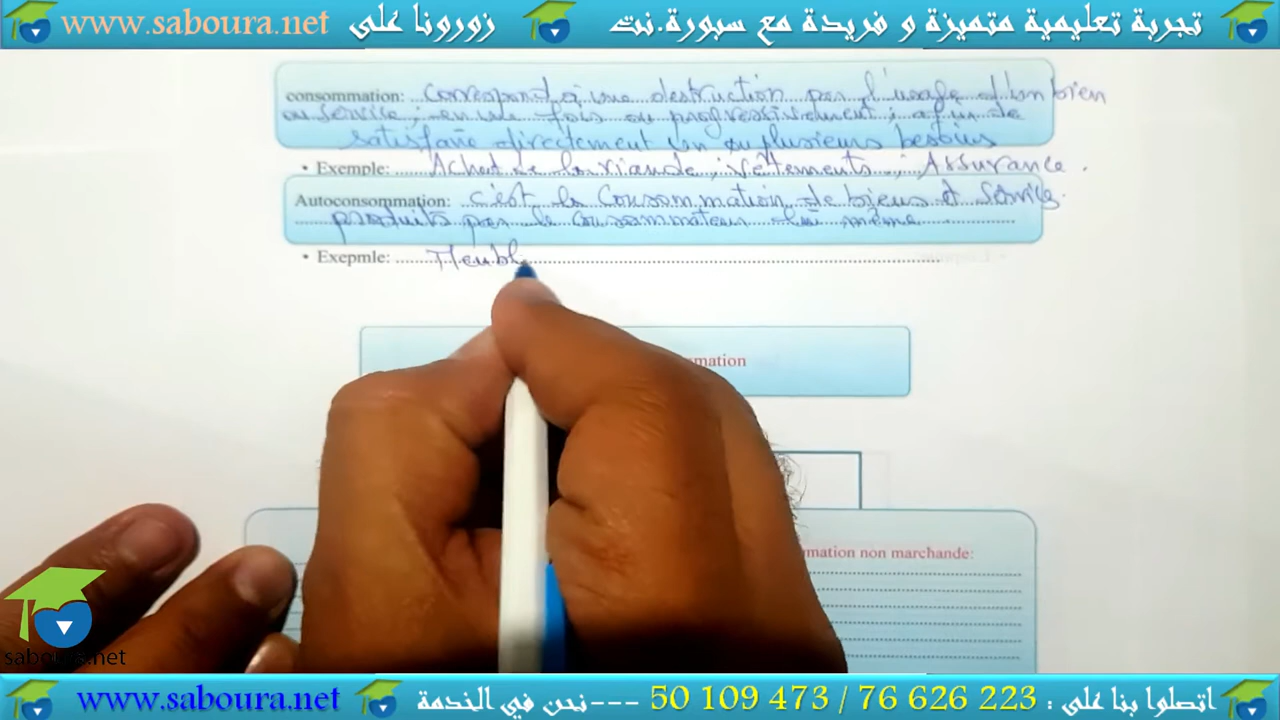 www.saboura.net زورونا على تجربة تعليمية متميزة و فريدة مع سبورة.نت
consommation: correspond à une destruction par l'usage d'un bien
ou service; en une fois ou progressivement; afin de
satisfaire directement un ou plusieurs besoins
• Exemple: Achat de la viande; vêtements; Assurance.
Autoconsommation: c'est la Consommation de biens et Service
produits par le consommateur lui même
• Exepmle: Meubl
mation
mation non marchande:
saboura.net
www.saboura.net اتصلوا بنا على : 223 626 76 / 473 109 50 ---نحن في الخدمة